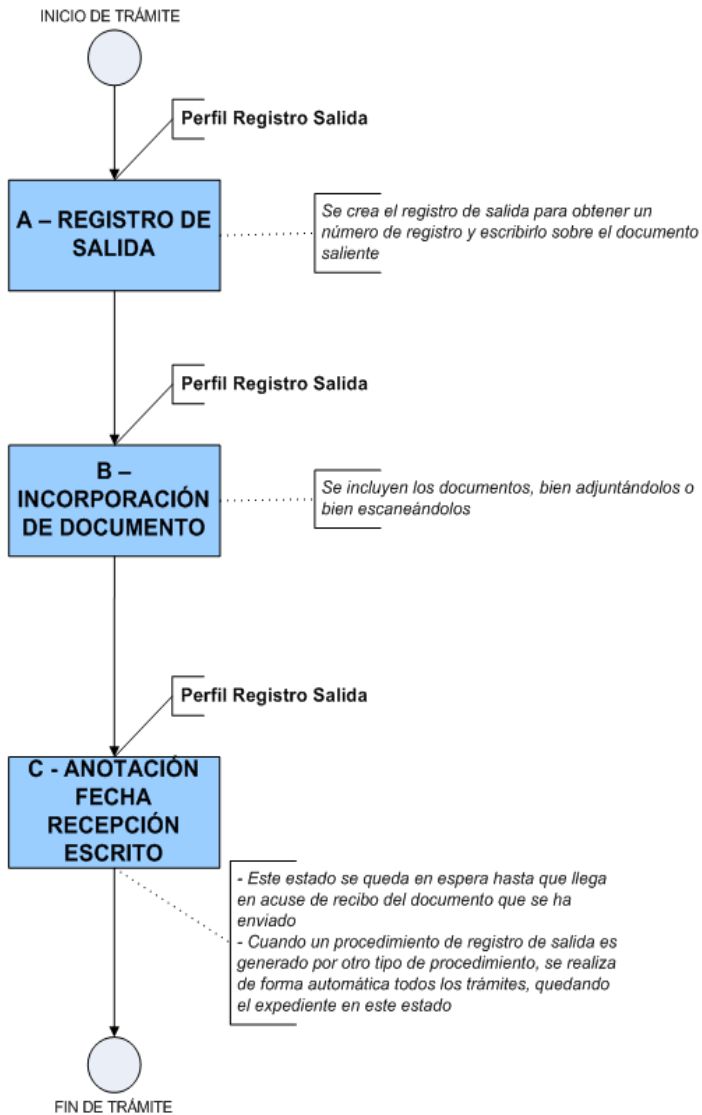 INICIO DE TRÁMITE
Perfil Registro Salida
A – REGISTRO DE
SALIDA
Se crea el registro de salida para obtener un
número de registro y escribirlo sobre el documento
saliente
Perfil Registro Salida
B –
INCORPORACIÓN
DE DOCUMENTO
Se incluyen los documentos, bien adjuntándolos o
bien escaneándolos
Perfil Registro Salida
C - ANOTACIÓN
FECHA
RECEPCIÓN
ESCRITO
- Este estado se queda en espera hasta que llega
en acuse de recibo del documento que se ha
enviado
- Cuando un procedimiento de registro de salida es
generado por otro tipo de procedimiento, se realiza
de forma automática todos los trámites, quedando
el expediente en este estado
FIN DE TRÁMITE